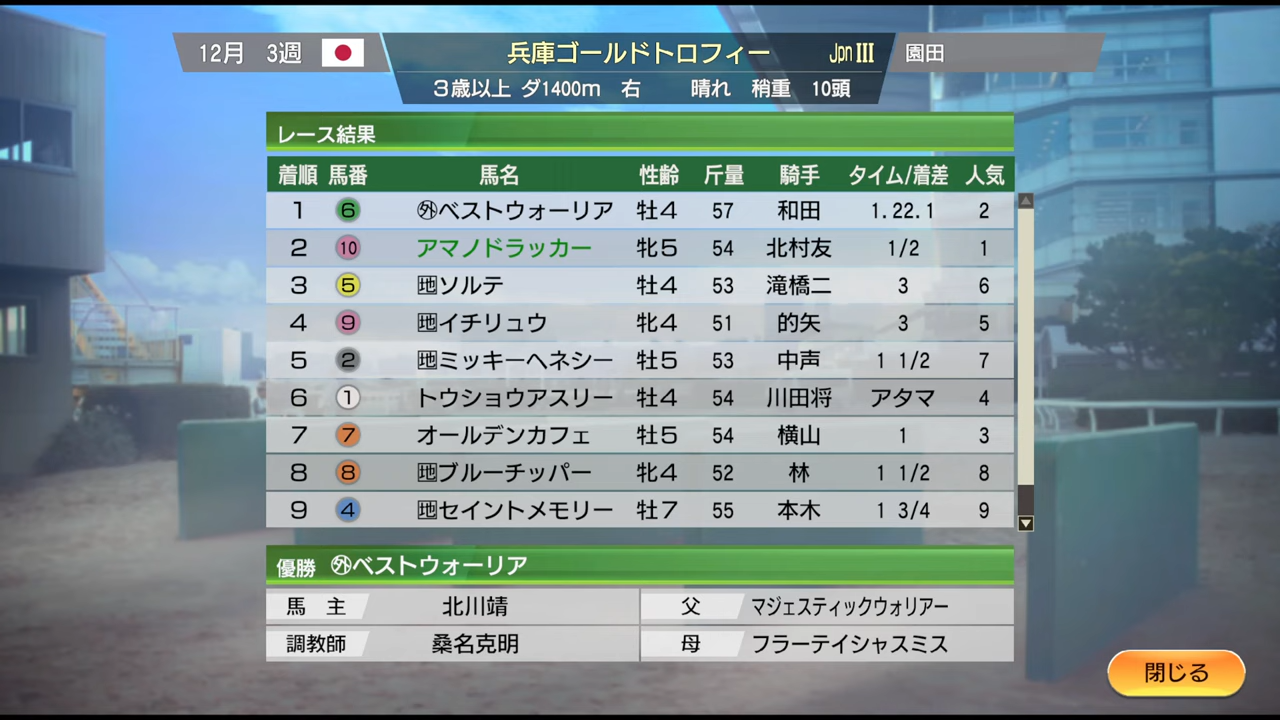 12月 3週 兵庫ゴールドトロフィー JpnIII 園田
3歳以上 ダ1400m 右 晴れ 稍重 10頭
レース結果
着順 馬番 馬名 性齢 斤量 騎手 タイム/着差 人気
1 6 外ベストウォーリア 牡4 57 和田 1.22.1 2
2 10 アマノドラッカー 牝5 54 北村友 1/2 1
3 5 地ソルテ 牡4 53 滝橋二 3 6
4 9 地イチリュウ 牝4 51 的矢 3 5
5 2 地ミッキーヘネシー 牡5 53 中声 1 1/2 7
6 1 トウショウアスリー 牡4 54 川田将 アタマ 4
7 7 オールデンカフェ 牡5 54 横山 1 3
8 8 地ブルーチッパー 牝4 52 林 1 1/2 8
9 4 地セイントメモリー 牡7 55 本木 1 3/4 9
優勝 外ベストウォーリア
馬主 北川靖 父 マジェスティックウォリアー
調教師 桑名克明 母 フラーテイシャスミス
閉じる